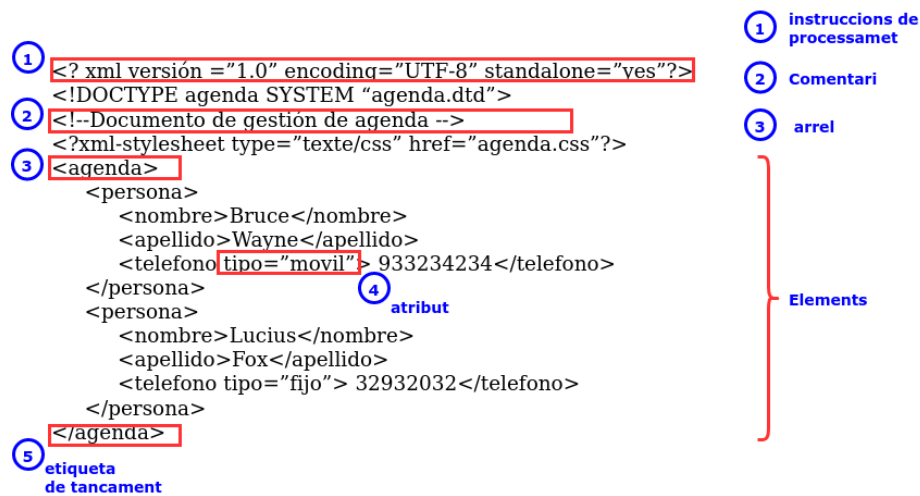 1 instruccions de
processamet
1 <? xml versión =”1.0” encoding=”UTF-8” standalone=”yes”?>
<!DOCTYPE agenda SYSTEM “agenda.dtd”>
2 Comentari
2 <!--Documento de gestión de agenda -->
3 arrel
<?xml-stylesheet type=”texte/css” href=”agenda.css”?>
3 <agenda>
<persona>
<nombre>Bruce</nombre>
<apellido>Wayne</apellido>
<telefono tipo=”movil”> 933234234</telefono>
</persona>
4
atribut
Elements
<persona>
<nombre>Lucius</nombre>
<apellido>Fox</apellido>
<telefono tipo=”fijo”> 32932032</telefono>
</persona>
</agenda>
5 etiqueta
de tancament